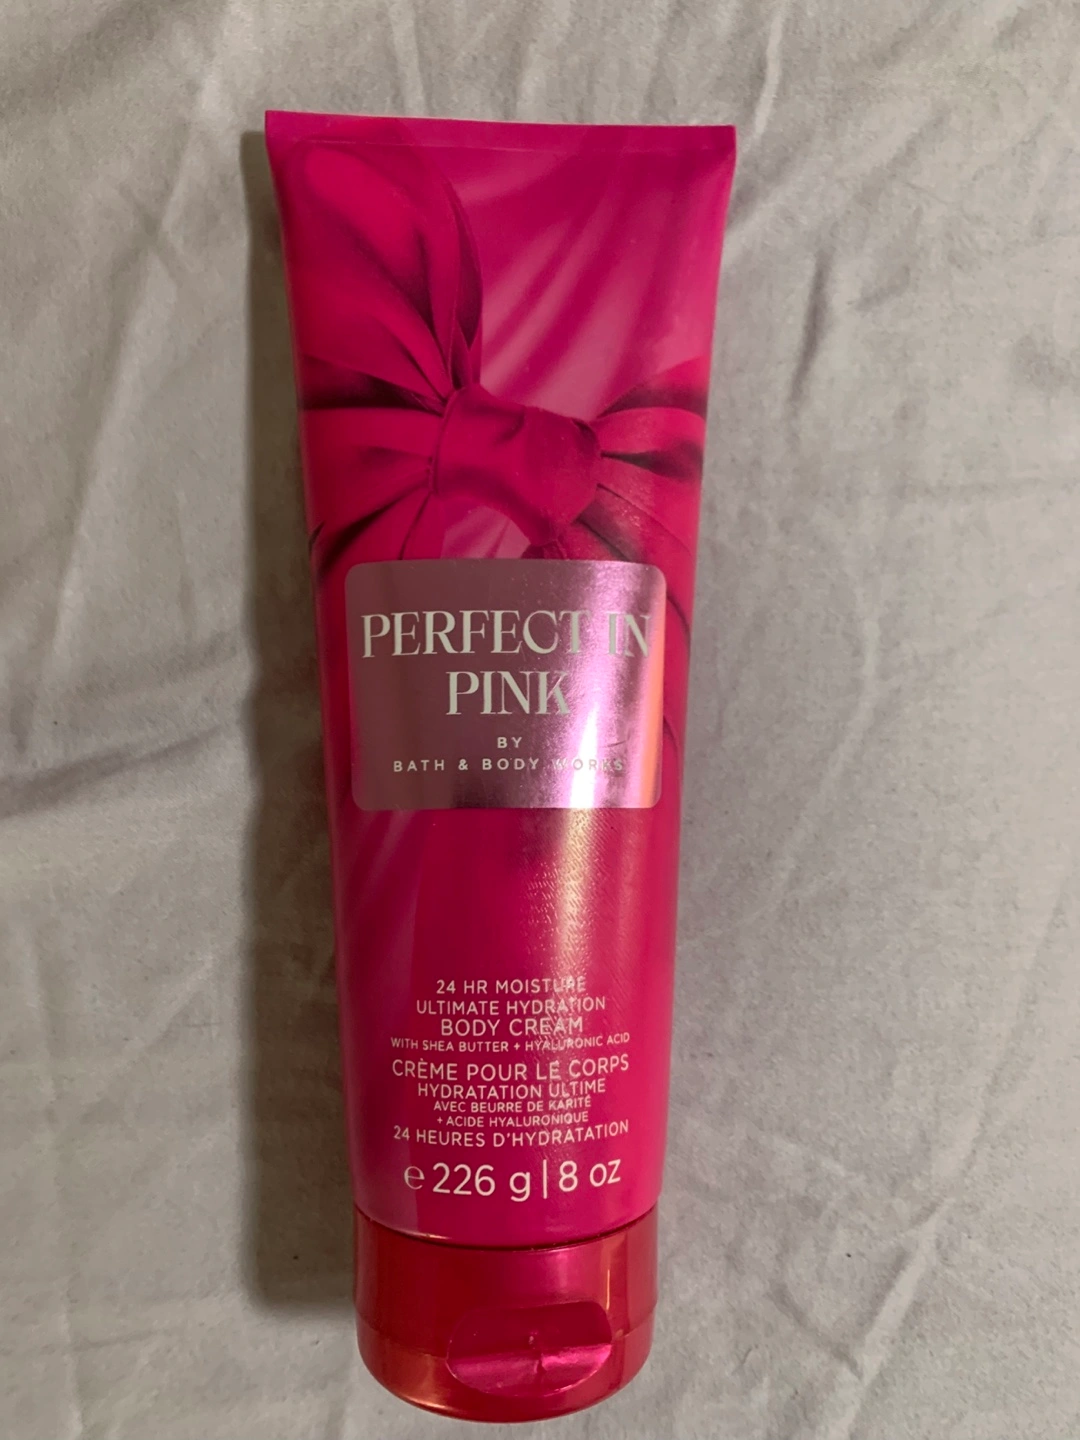 PERFECT IN
PINK
BY
BATH & BODY WORKS
24 HR MOISTURE
ULTIMATE HYDRATION
BODY CREAM
WITH SHEA BUTTER + HYALURONIC ACID
CRÈME POUR LE CORPS
HYDRATATION ULTIME
AVEC BEURRE DE KARITÉ
+ ACIDE HYALURONIQUE
24 HEURES D'HYDRATATION
℮ 226 g | 8 oz